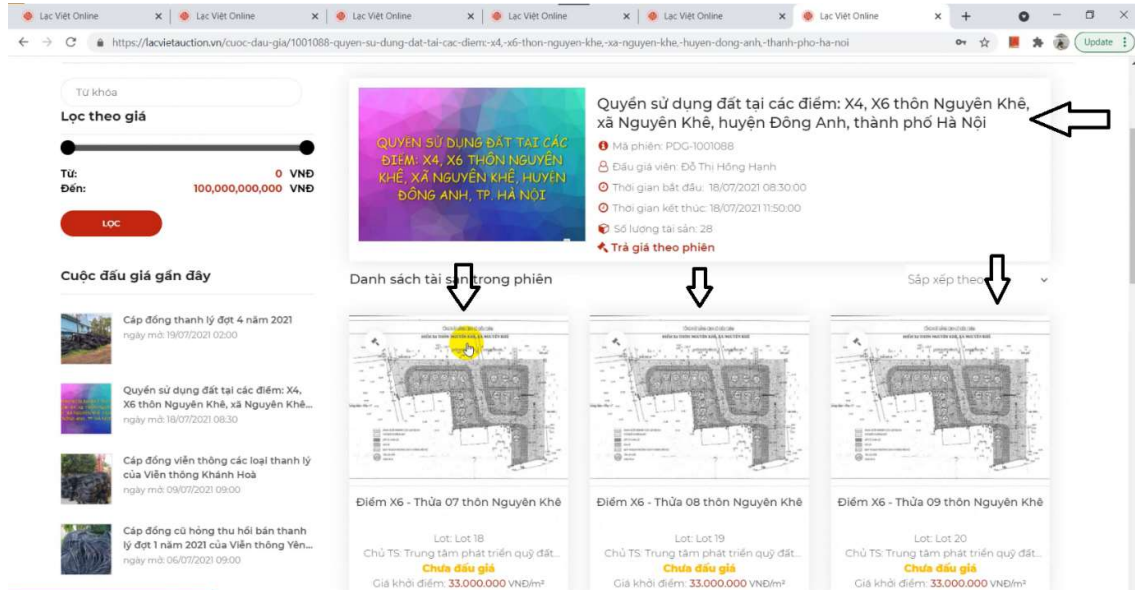 Lạc Việt Online
Lạc Việt Online
Lạc Việt Online
Lạc Việt Online
Lạc Việt Online
Lạc Việt Online
https://lacvietauction.vn/cuoc-dau-gia/1001088-quyen-su-dung-dat-tai-cac-diem:-x4,-x6-thon-nguyen-khe,-xa-nguyen-khe,-huyen-dong-anh,-thanh-pho-ha-noi
Update
Từ khóa
Lọc theo giá
Từ: 0 VNĐ
Đến: 100,000,000,000 VNĐ
LỌC
Cuộc đấu giá gần đây
Cáp đồng thanh lý đợt 4 năm 2021
ngày mở: 19/07/2021 02:00
Quyền sử dụng đất tại các điểm: X4,
X6 thôn Nguyên Khê, xã Nguyên Khê...
ngày mở: 18/07/2021 08:30
Cáp đồng viễn thông các loại thanh lý
của Viễn thông Khánh Hoà
ngày mở: 09/07/2021 09:00
Cáp đồng cũ hỏng thu hồi bán thanh
lý đợt 1 năm 2021 của Viễn thông Yên...
ngày mở: 06/07/2021 09:00
QUYỀN SỬ DỤNG ĐẤT TẠI CÁC
ĐIỂM: X4, X6 THÔN NGUYÊN
KHÊ, XÃ NGUYÊN KHÊ, HUYỆN
ĐÔNG ANH, TP. HÀ NỘI
Quyền sử dụng đất tại các điểm: X4, X6 thôn Nguyên Khê,
xã Nguyên Khê, huyện Đông Anh, thành phố Hà Nội
Mã phiên: PDG-1001088
Đấu giá viên: Đỗ Thị Hồng Hạnh
Thời gian bắt đầu: 18/07/2021 08:30:00
Thời gian kết thúc: 18/07/2021 11:50:00
Số lượng tài sản: 28
Trả giá theo phiên
Danh sách tài sản trong phiên
Sắp xếp theo
Điểm X6 - Thửa 07 thôn Nguyên Khê
Lot: Lot 18
Chủ TS: Trung tâm phát triển quỹ đất...
Chưa đấu giá
Giá khởi điểm: 33.000.000 VNĐ/m²
Điểm X6 - Thửa 08 thôn Nguyên Khê
Lot: Lot 19
Chủ TS: Trung tâm phát triển quỹ đất...
Chưa đấu giá
Giá khởi điểm: 33.000.000 VNĐ/m²
Điểm X6 - Thửa 09 thôn Nguyên Khê
Lot: Lot 20
Chủ TS: Trung tâm phát triển quỹ đất...
Chưa đấu giá
Giá khởi điểm: 33.000.000 VNĐ/m²